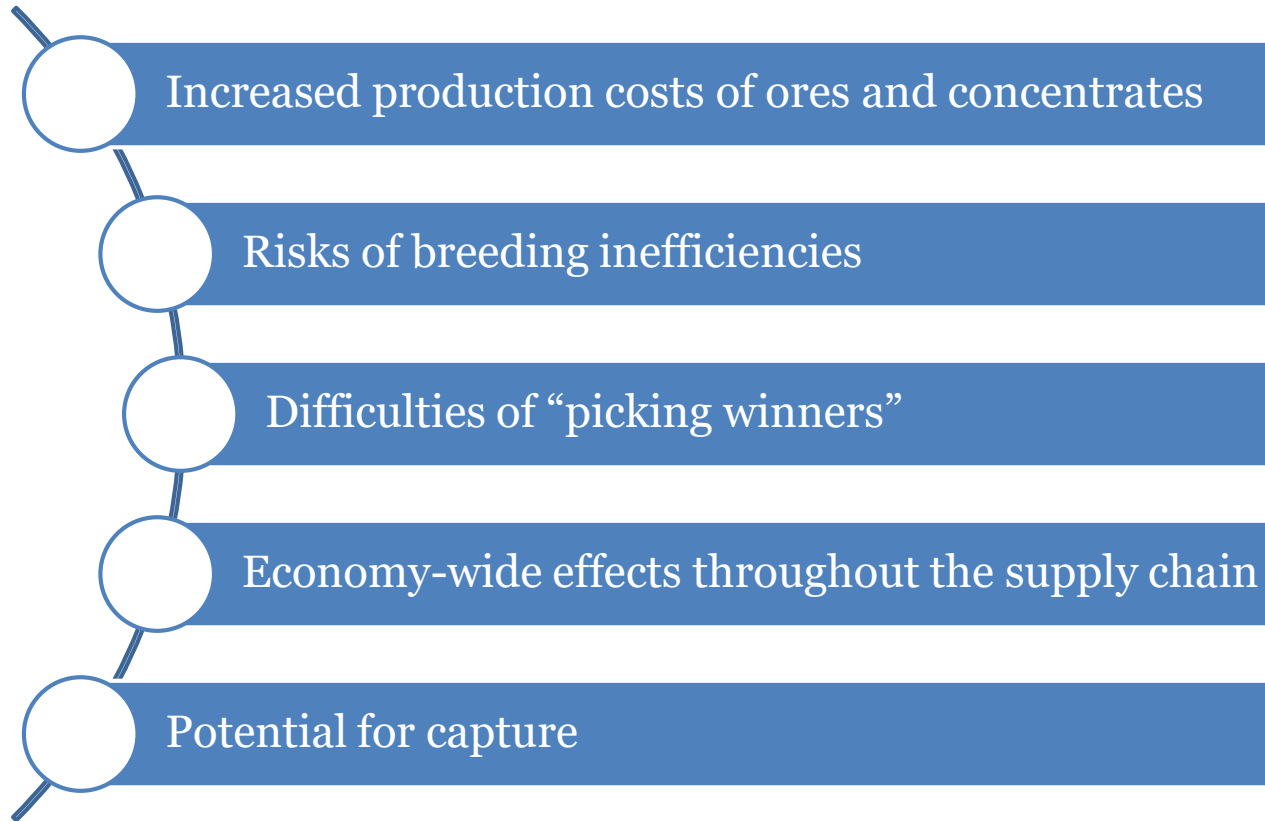 Increased production costs of ores and concentrates
Risks of breeding inefficiencies
Difficulties of “picking winners”
Economy-wide effects throughout the supply chain
Potential for capture